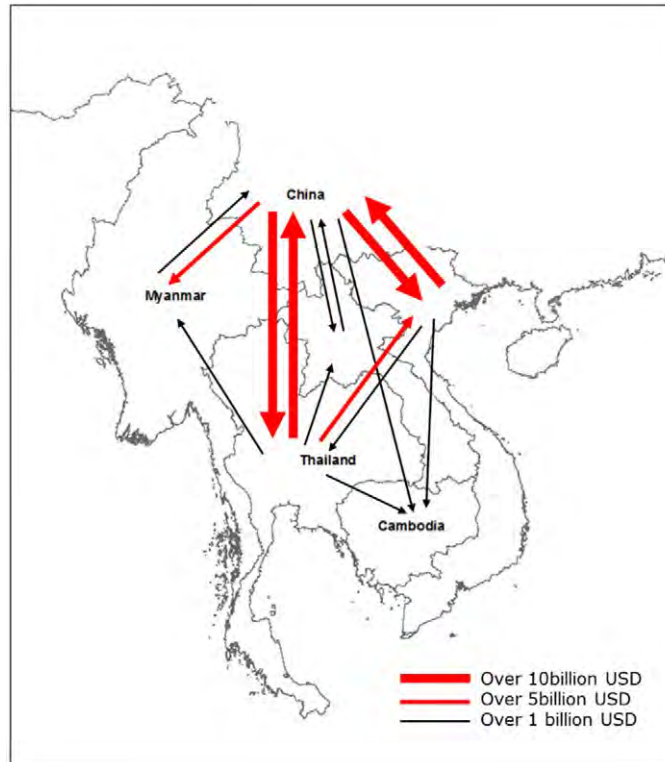 China
Myanmar
Thailand
Cambodia
Over 10billion USD
Over 5billion USD
Over 1 billion USD